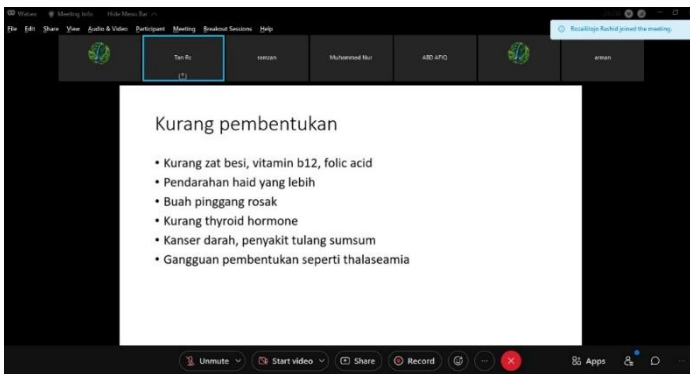 Webex Meeting Info Hide Menu Bar
File Edit Share View Audio & Video Participant Meeting Breakout Sessions Help
joined the meeting.
Tan Rc
Muhammad Nur
ABD AFIQ
arman
Kurang pembentukan
• Kurang zat besi, vitamin b12, folic acid
• Pendarahan haid yang lebih
• Buah pinggang rosak
• Kurang thyroid hormone
• Kanser darah, penyakit tulang sumsum
• Gangguan pembentukan seperti thalaseamia
Unmute Start video Share Record Apps